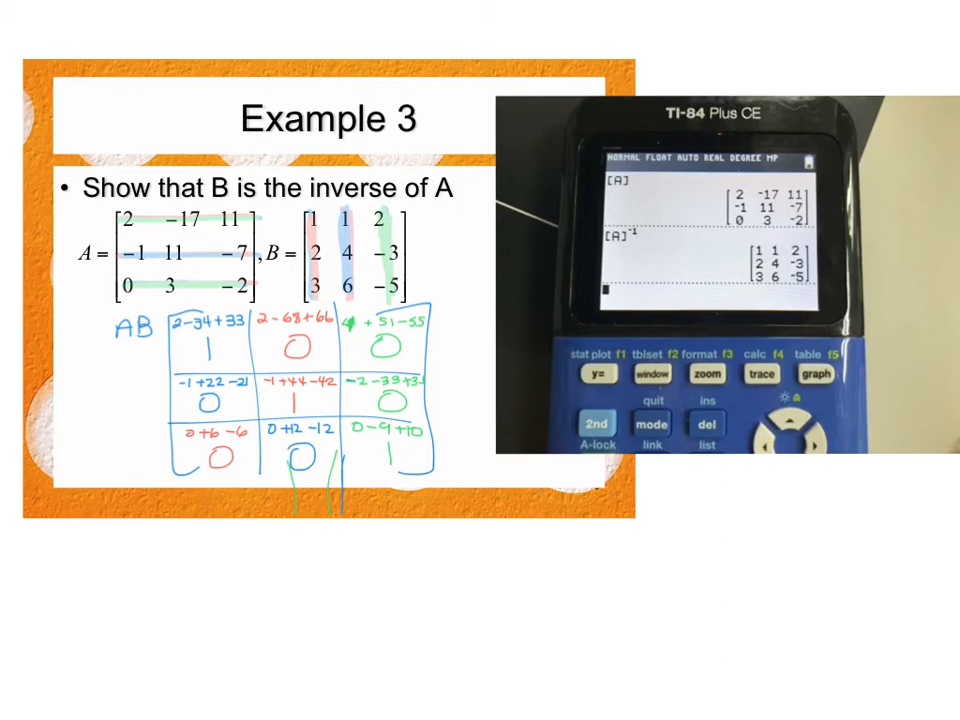 Example 3
• Show that B is the inverse of A
A = [2 −17 11
−1 11 −7
0 3 −2], B = [1 1 2
2 4 −3
3 6 −5]
AB
2-34+33 2-68+66 4+51-55
1 0 0
-1+22-21 -1+44-42
0 1 0
0+6-6 0+12-12 0-9+10
0 0 1
TI-84 Plus CE
NORMAL FLOAT AUTO REAL DEGREE MP
[A]
[2 -17 11
-1 11 -7
0 3 -2]
[A]⁻¹
[1 1 2
2 4 -3
3 6 -5]
stat plot f1 tblset f2 format f3 calc f4 table f5
y= window zoom trace graph
quit ins
2nd mode del
A-lock link list